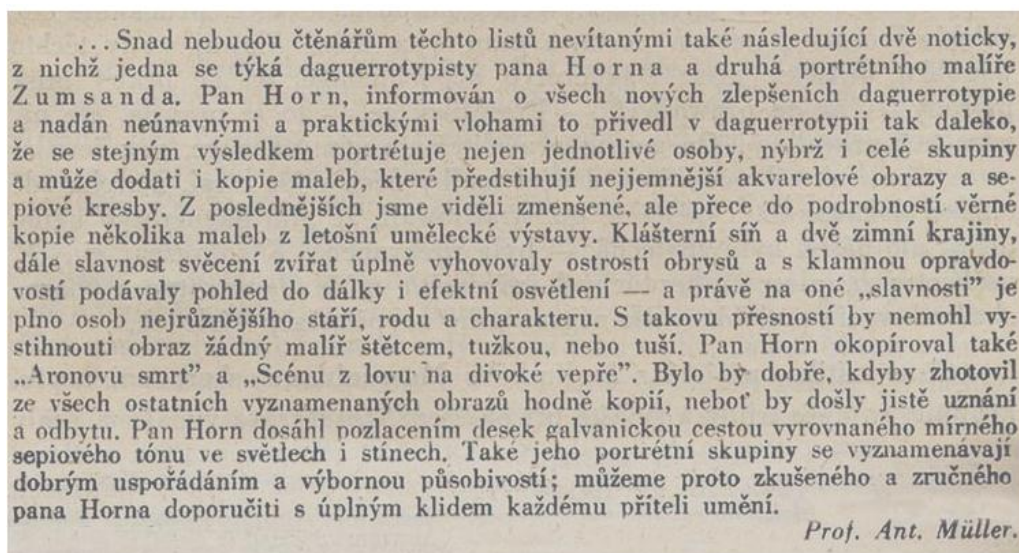 ... Snad nebudou čtenářům těchto listů nevítanými také následující dvě noticky,
z nichž jedna se týká daguerrotypisty pana Horna a druhá portrétního malíře
Zumsanda. Pan Horn, informován o všech nových zlepšeních daguerrotypie
a nadán neúnavnými a praktickými vlohami to přivedl v daguerrotypii tak daleko,
že se stejným výsledkem portrétuje nejen jednotlivé osoby, nýbrž i celé skupiny
a může dodati i kopie maleb, které předstihují nejjemnější akvarelové obrazy a se-
piové kresby. Z poslednějších jsme viděli zmenšené, ale přece do podrobností věrné
kopie několika maleb z letošní umělecké výstavy. Klášterní síň a dvě zimní krajiny,
dále slavnost svěcení zvířat úplně vyhovovaly ostrostí obrysů a s klamnou opravdo-
vostí podávaly pohled do dálky i efektní osvětlení — a právě na oné „slavnosti" je
plno osob nejrůznějšího stáří, rodu a charakteru. S takovu přesností by nemohl vy-
stihnouti obraz žádný malíř štětcem, tužkou, nebo tuší. Pan Horn okopíroval také
„Aronovu smrt" a „Scénu z lovu na divoké vepře". Bylo by dobře, kdyby zhotovil
ze všech ostatních vyznamenaných obrazů hodně kopií, neboť by došly jistě uznání
a odbytu. Pan Horn dosáhl pozlacením desek galvanickou cestou vyrovnaného mírného
sepiového tónu ve světlech i stínech. Také jeho portrétní skupiny se vyznamenávají
dobrým uspořádáním a výbornou působivostí; můžeme proto zkušeného a zručného
pana Horna doporučiti s úplným klidem každému příteli umění.
Prof. Ant. Müller.